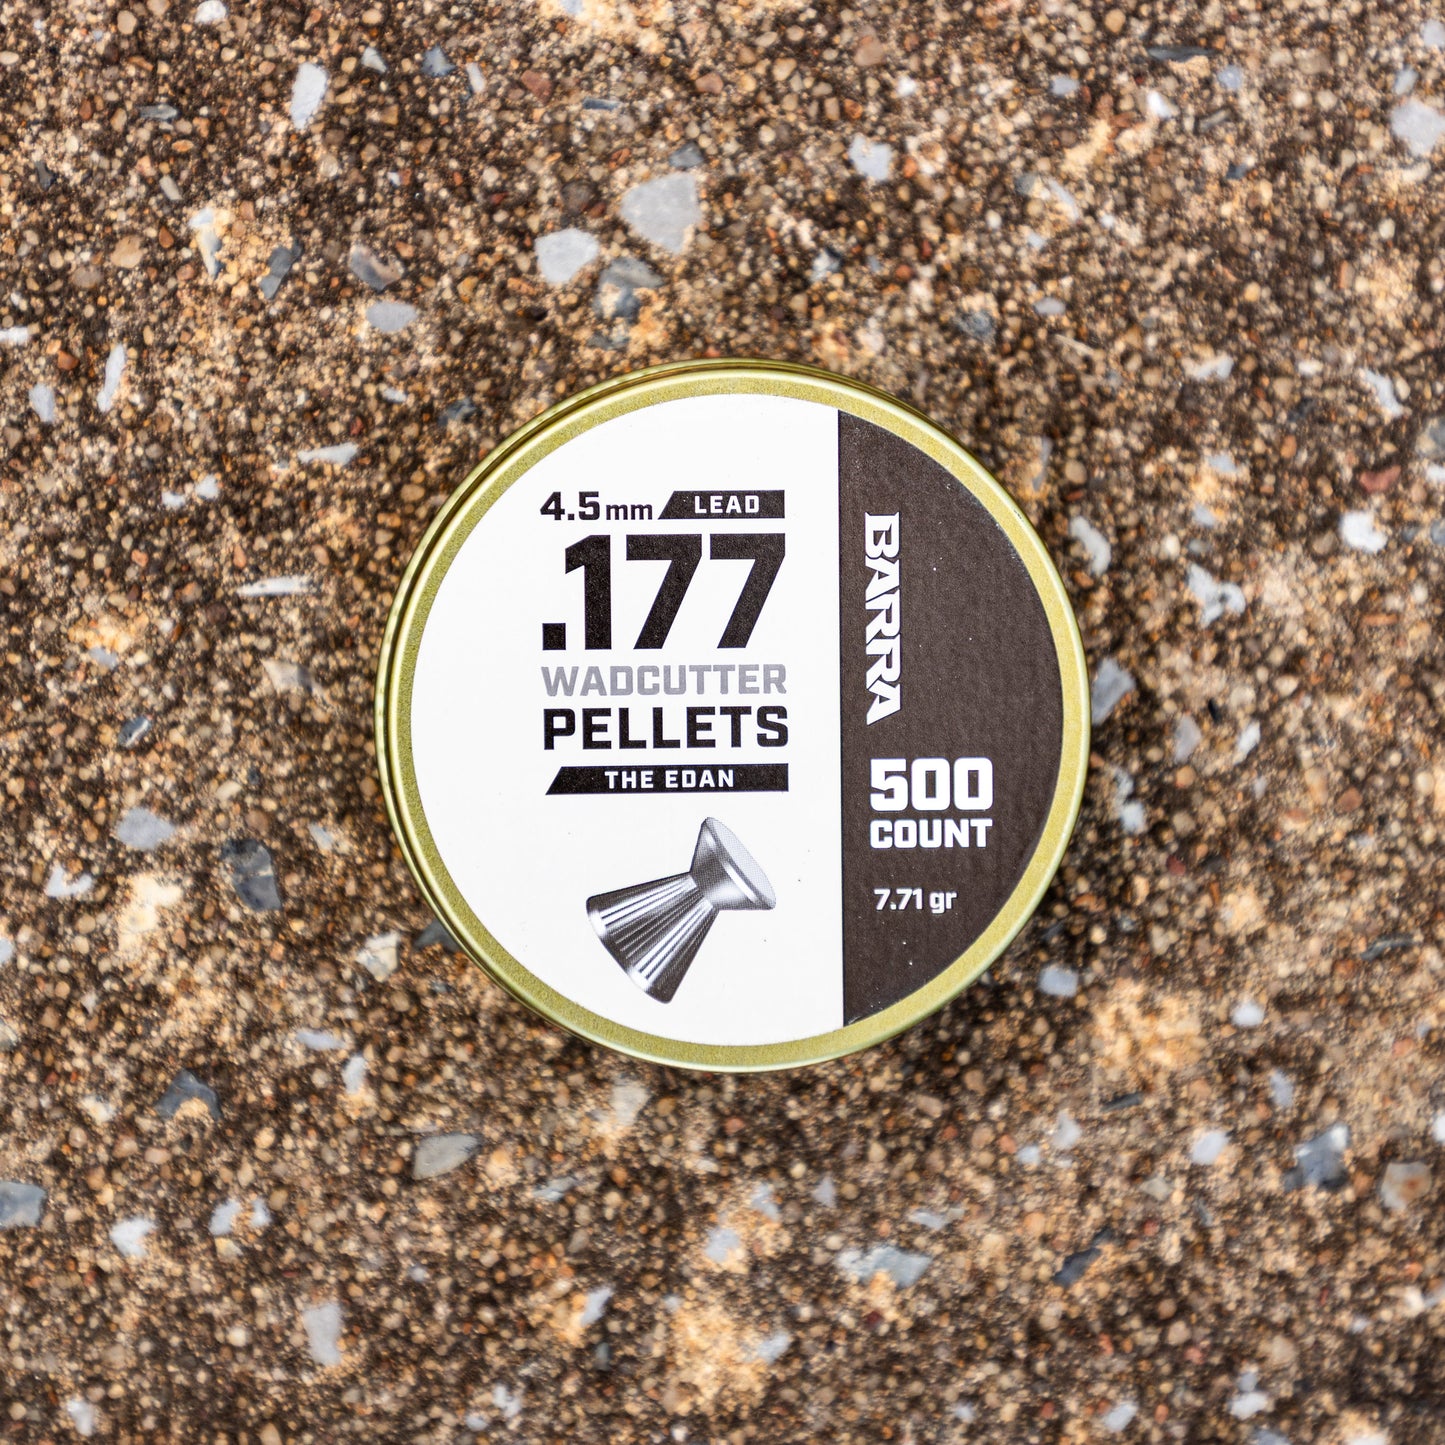 4.5mm LEAD
.177
WADCUTTER
PELLETS
THE EDAN
BARRA
500
COUNT
7.71 gr